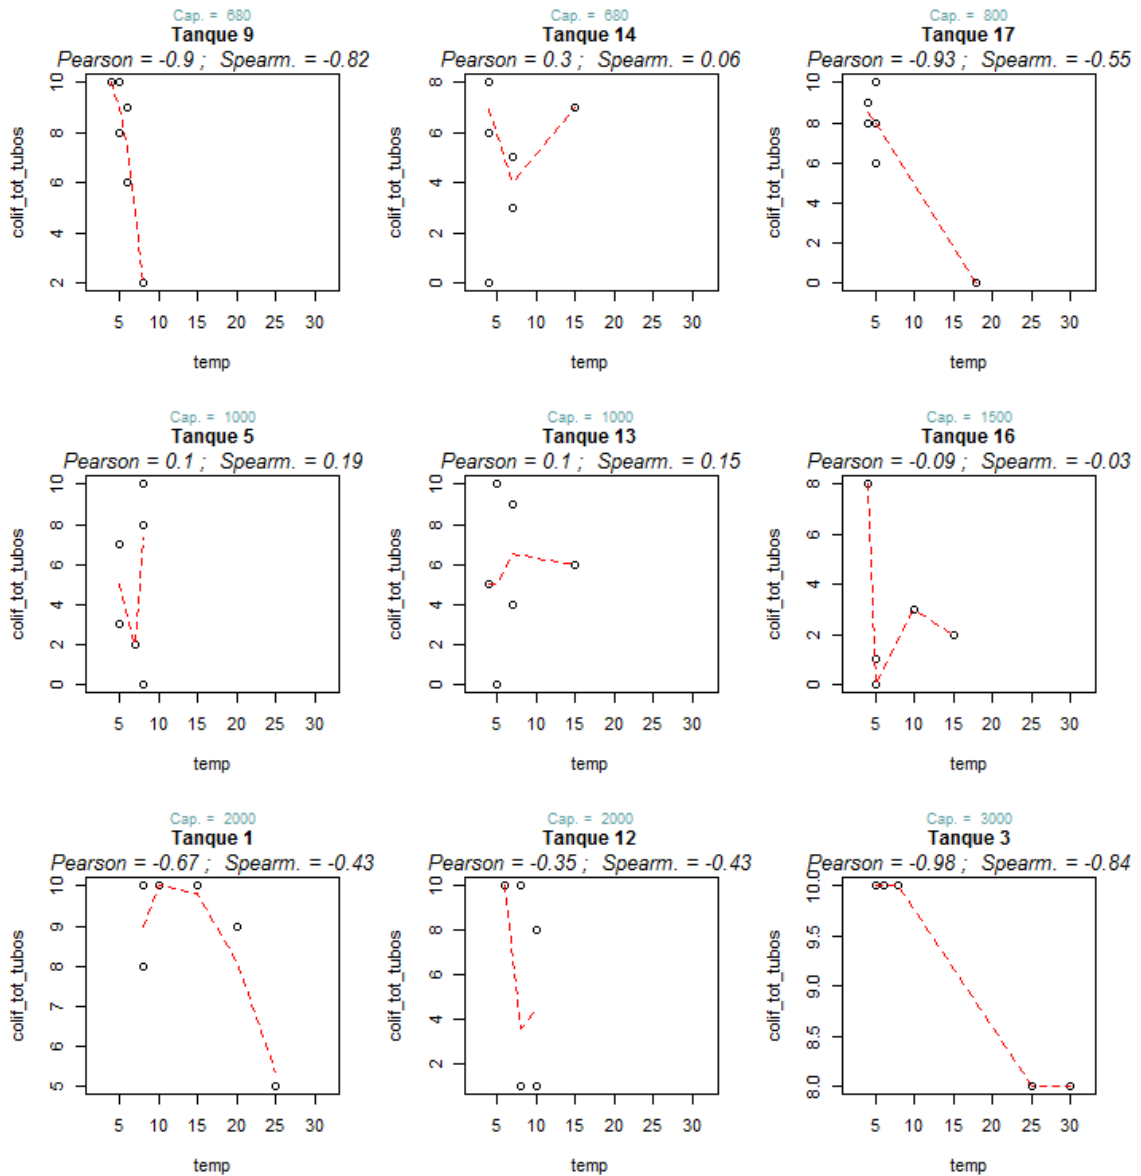 Cap. = 680
Tanque 9
Pearson = -0.9 ; Spearm. = -0.82
colif_tot_tubos
10
8
6
4
2
5 10 15 20 25 30
temp
Cap. = 680
Tanque 14
Pearson = 0.3 ; Spearm. = 0.06
colif_tot_tubos
8
6
4
2
0
5 10 15 20 25 30
temp
Cap. = 800
Tanque 17
Pearson = -0.93 ; Spearm. = -0.55
colif_tot_tubos
10
8
6
4
2
0
5 10 15 20 25 30
temp
Cap. = 1000
Tanque 5
Pearson = 0.1 ; Spearm. = 0.19
colif_tot_tubos
10
8
6
4
2
0
5 10 15 20 25 30
temp
Cap. = 1000
Tanque 13
Pearson = 0.1 ; Spearm. = 0.15
colif_tot_tubos
10
8
6
4
2
0
5 10 15 20 25 30
temp
Cap. = 1500
Tanque 16
Pearson = -0.09 ; Spearm. = -0.03
colif_tot_tubos
8
6
4
2
0
5 10 15 20 25 30
temp
Cap. = 2000
Tanque 1
Pearson = -0.67 ; Spearm. = -0.43
colif_tot_tubos
10
9
8
7
6
5
5 10 15 20 25 30
temp
Cap. = 2000
Tanque 12
Pearson = -0.35 ; Spearm. = -0.43
colif_tot_tubos
10
8
6
4
2
5 10 15 20 25 30
temp
Cap. = 3000
Tanque 3
Pearson = -0.98 ; Spearm. = -0.84
colif_tot_tubos
10.0
9.5
9.0
8.5
8.0
5 10 15 20 25 30
temp